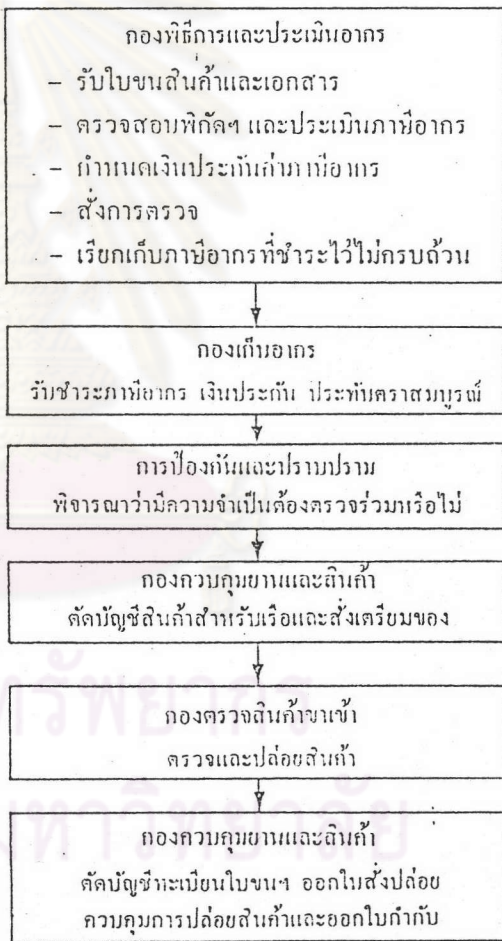 กองพิธีการและประเมินอากร
- รับใบขนสินค้าและเอกสาร
- ตรวจสอบพิกัดฯ และประเมินภาษีอากร
- กำหนดเงินประกันค่าภาษีอากร
- สั่งการตรวจ
- เรียกเก็บภาษีอากรที่ชำระไว้ไม่ครบถ้วน
กองเก็บอากร
รับชำระภาษีอากร เงินประกัน ประทับตราสมบูรณ์
การป้องกันและปราบปราม
พิจารณาว่ามีความจำเป็นต้องตรวจร่วมหรือไม่
กองควบคุมยานและสินค้า
ตัดบัญชีสินค้าสำหรับเรือและสั่งเตรียมของ
กองตรวจสินค้าขาเข้า
ตรวจและปล่อยสินค้า
กองควบคุมยานและสินค้า
ตัดบัญชีทะเบียนใบขนฯ ออกใบสั่งปล่อย
ควบคุมการปล่อยสินค้าและออกใบกำกับ
ทรัพยากร
มหาวิทยาลัย